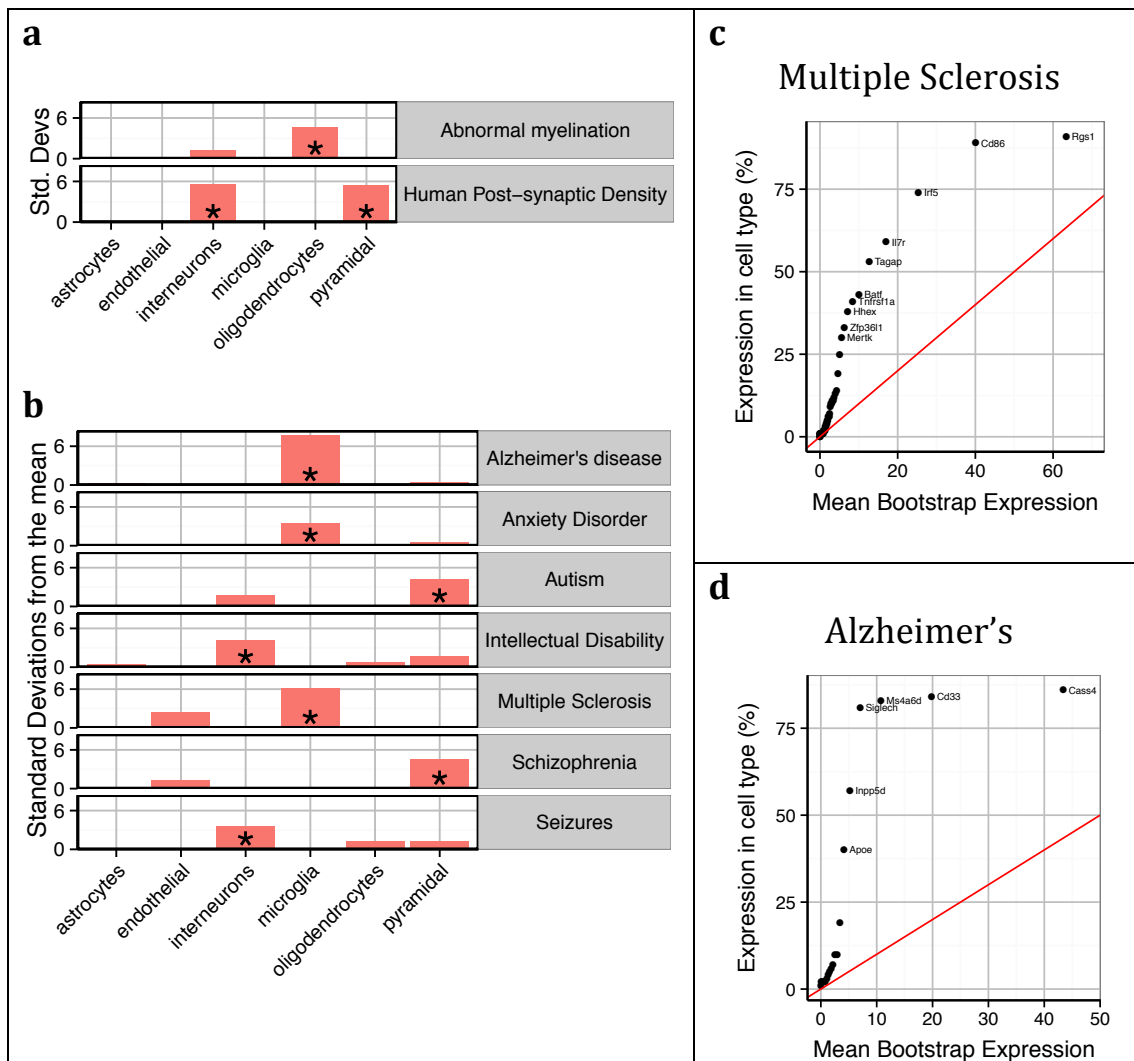 a
Std. Devs
6
0
6
0
Abnormal myelination
*
Human Post-synaptic Density
*
*
astrocytes
endothelial
interneurons
microglia
oligodendrocytes
pyramidal
b
Standard Deviations from the mean
6
0
Alzheimer's disease
*
6
0
Anxiety Disorder
*
6
0
Autism
*
6
0
Intellectual Disability
*
6
0
Multiple Sclerosis
*
6
0
Schizophrenia
*
6
0
Seizures
*
astrocytes
endothelial
interneurons
microglia
oligodendrocytes
pyramidal
c
Multiple Sclerosis
Expression in cell type (%)
75
50
25
0
Rgs1
Cd86
Irf5
Il7r
Tagap
Batf
Tnfrsf1a
Hhex
Zfp36l1
Mertk
0
20
40
60
Mean Bootstrap Expression
d
Alzheimer’s
Expression in cell type (%)
75
50
25
0
Cass4
Cd33
Ms4a6d
Siglech
Inpp5d
Apoe
0
10
20
30
40
50
Mean Bootstrap Expression